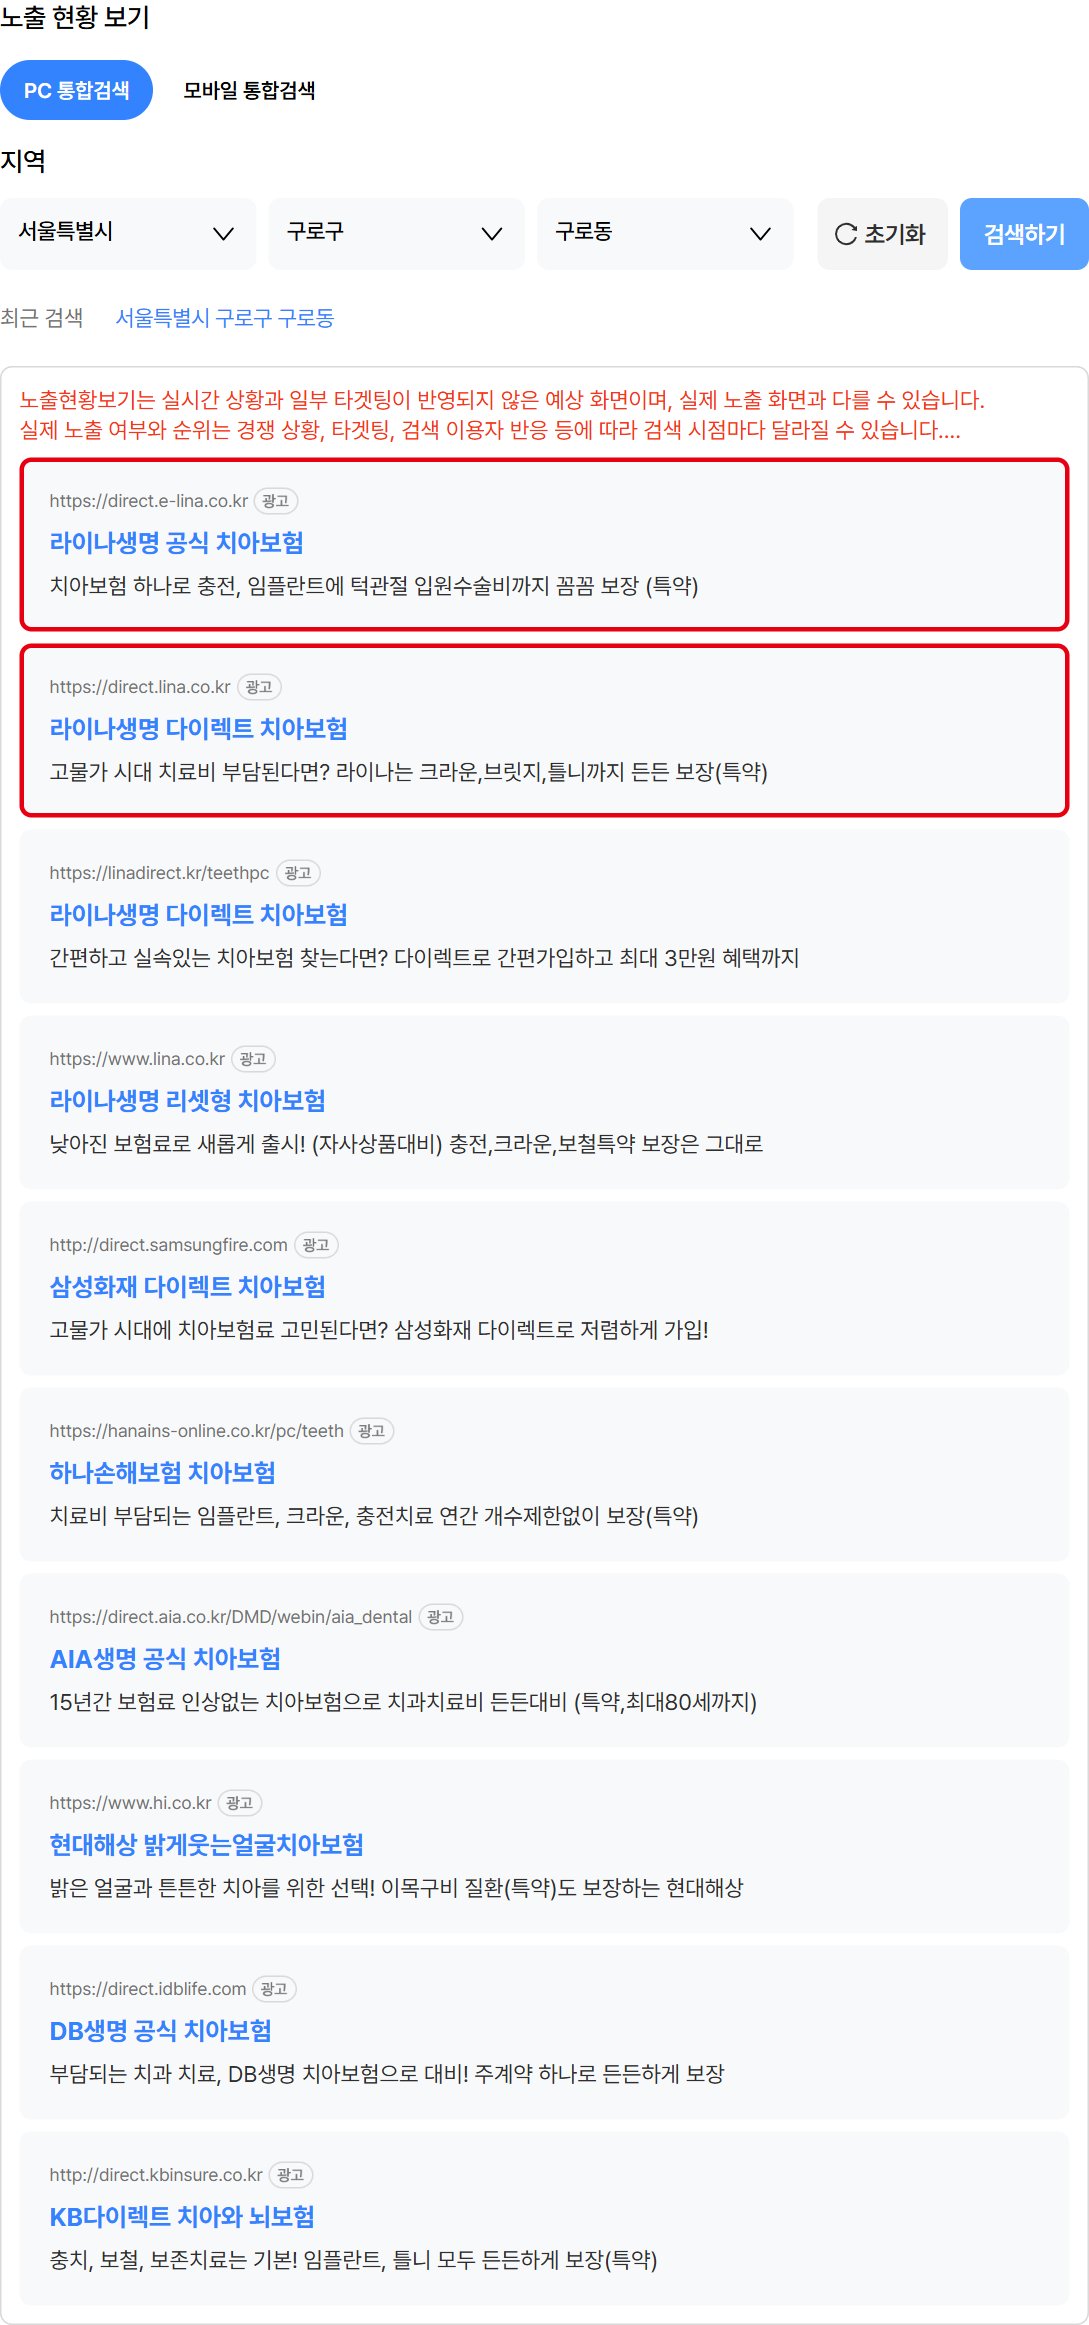 노출 현황 보기
PC 통합검색
모바일 통합검색
지역
서울특별시
구로구
구로동
초기화
검색하기
최근 검색
서울특별시 구로구 구로동
노출현황보기는 실시간 상황과 일부 타겟팅이 반영되지 않은 예상 화면이며, 실제 노출 화면과 다를 수 있습니다.
실제 노출 여부와 순위는 경쟁 상황, 타겟팅, 검색 이용자 반응 등에 따라 검색 시점마다 달라질 수 있습니다....
https://direct.e-lina.co.kr 광고
라이나생명 공식 치아보험
치아보험 하나로 충전, 임플란트에 턱관절 입원수술비까지 꼼꼼 보장 (특약)
https://direct.lina.co.kr 광고
라이나생명 다이렉트 치아보험
고물가 시대 치료비 부담된다면? 라이나는 크라운,브릿지,틀니까지 든든 보장(특약)
https://linadirect.kr/teethpc 광고
라이나생명 다이렉트 치아보험
간편하고 실속있는 치아보험 찾는다면? 다이렉트로 간편가입하고 최대 3만원 혜택까지
https://www.lina.co.kr 광고
라이나생명 리셋형 치아보험
낮아진 보험료로 새롭게 출시! (자사상품대비) 충전,크라운,보철특약 보장은 그대로
http://direct.samsungfire.com 광고
삼성화재 다이렉트 치아보험
고물가 시대에 치아보험료 고민된다면? 삼성화재 다이렉트로 저렴하게 가입!
https://hanains-online.co.kr/pc/teeth 광고
하나손해보험 치아보험
치료비 부담되는 임플란트, 크라운, 충전치료 연간 개수제한없이 보장(특약)
https://direct.aia.co.kr/DMD/webin/aia_dental 광고
AIA생명 공식 치아보험
15년간 보험료 인상없는 치아보험으로 치과치료비 든든대비 (특약,최대80세까지)
https://www.hi.co.kr 광고
현대해상 밝게웃는얼굴치아보험
밝은 얼굴과 튼튼한 치아를 위한 선택! 이목구비 질환(특약)도 보장하는 현대해상
https://direct.idblife.com 광고
DB생명 공식 치아보험
부담되는 치과 치료, DB생명 치아보험으로 대비! 주계약 하나로 든든하게 보장
http://direct.kbinsure.co.kr 광고
KB다이렉트 치아와 뇌보험
충치, 보철, 보존치료는 기본! 임플란트, 틀니 모두 든든하게 보장(특약)